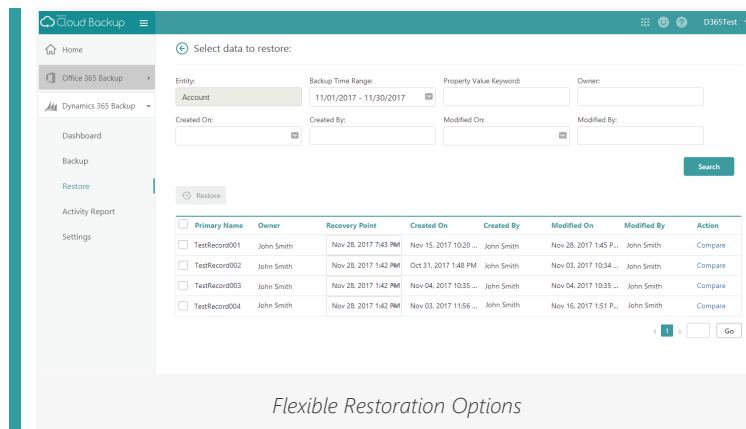 Cloud Backup
D365Test
Home
Office 365 Backup
Dynamics 365 Backup
Dashboard
Backup
Restore
Activity Report
Settings
Select data to restore:
Entity: Backup Time Range: Property Value Keyword: Owner:
Account 11/01/2017 - 11/30/2017
Created On: Created By: Modified On: Modified By:
Search
Restore
Primary Name Owner Recovery Point Created On Created By Modified On Modified By Action
TestRecord001 John Smith Nov 28, 2017 7:43 PM Nov 15, 2017 10:20 ... John Smith Nov 28, 2017 1:45 P... John Smith Compare
TestRecord002 John Smith Nov 28, 2017 1:42 PM Oct 31, 2017 1:48 PM John Smith Nov 03, 2017 10:34 ... John Smith Compare
TestRecord003 John Smith Nov 28, 2017 1:42 PM Nov 04, 2017 10:35 ... John Smith Nov 04, 2017 10:35 ... John Smith Compare
TestRecord004 John Smith Nov 28, 2017 1:42 PM Nov 03, 2017 11:56 ... John Smith Nov 16, 2017 1:51 P... John Smith Compare
1 Go
Flexible Restoration Options